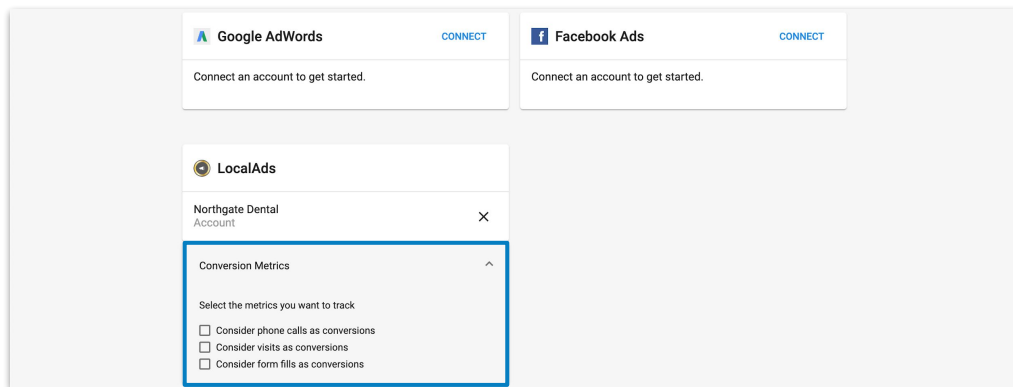 Google AdWords
CONNECT
Connect an account to get started.
Facebook Ads
CONNECT
Connect an account to get started.
LocalAds
Northgate Dental
Account
Conversion Metrics
Select the metrics you want to track
Consider phone calls as conversions
Consider visits as conversions
Consider form fills as conversions